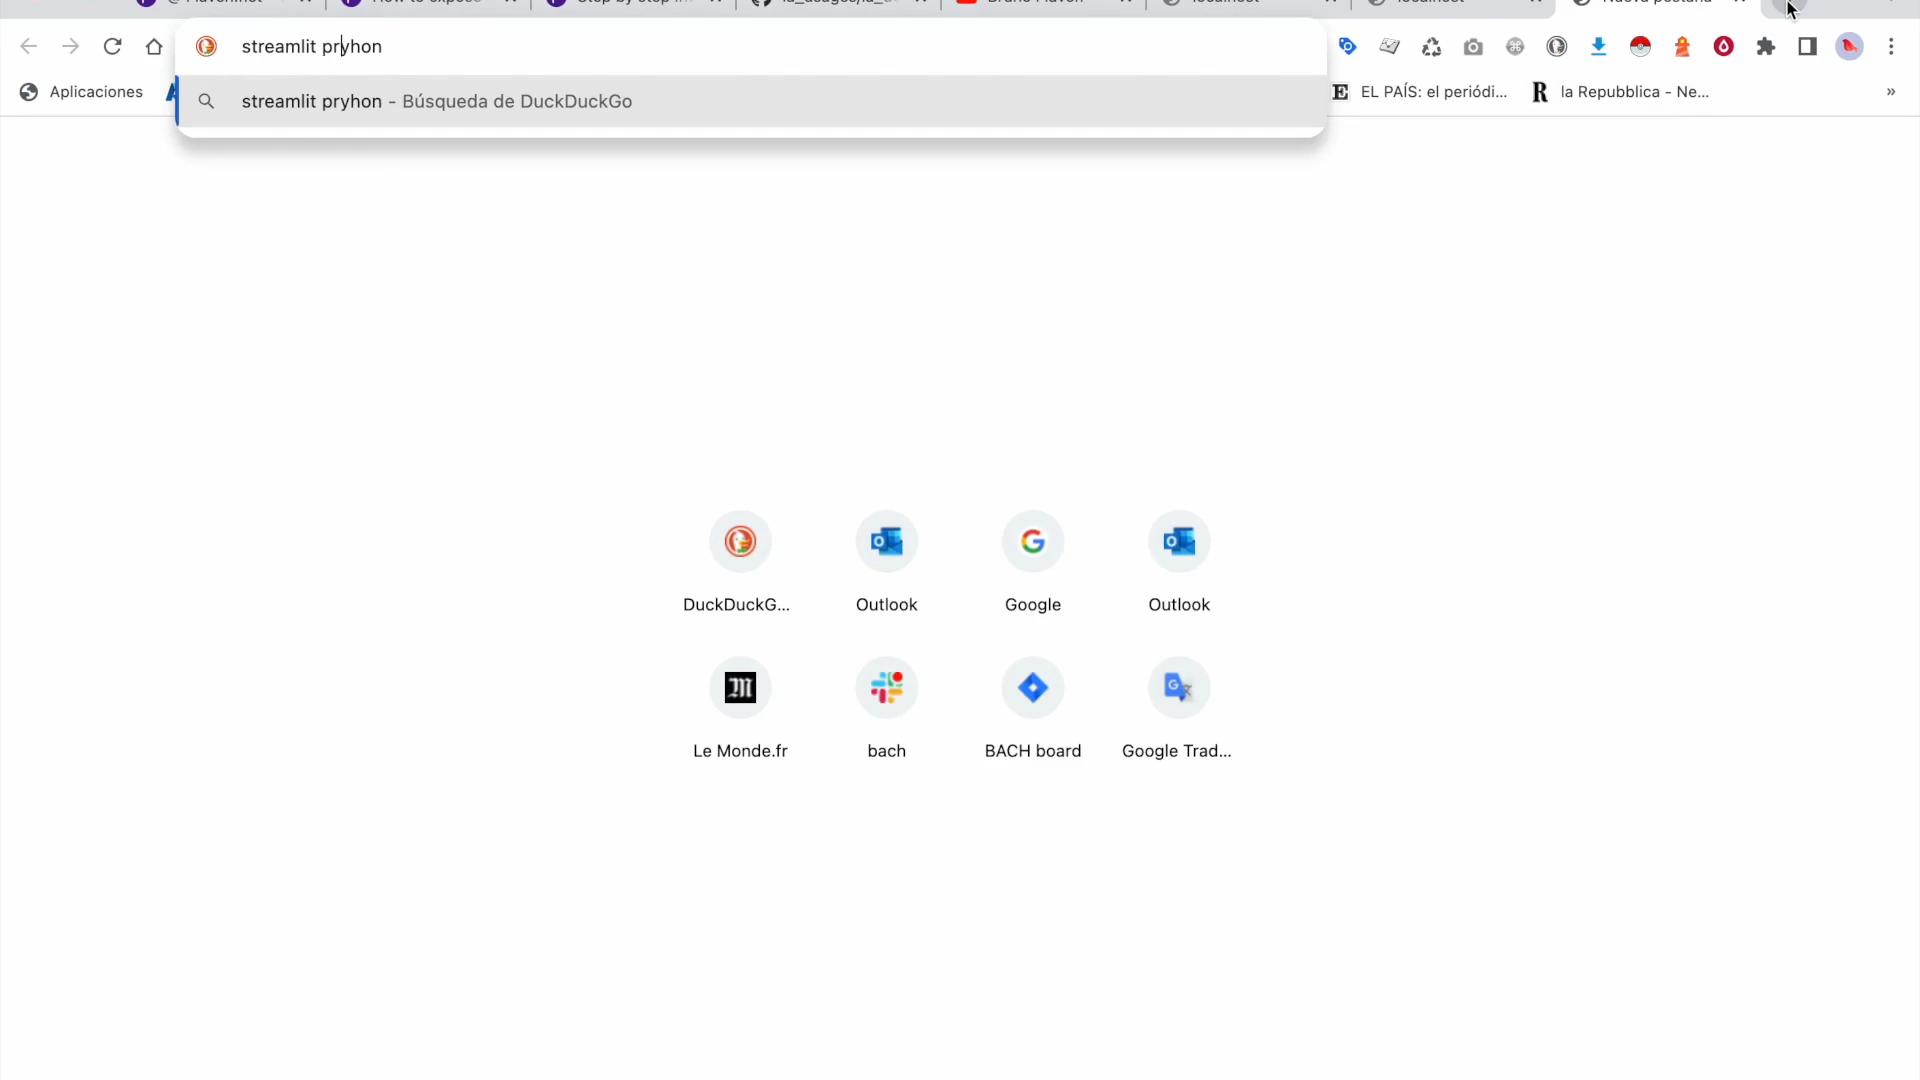 streamlit pryhon
streamlit pryhon - Búsqueda de DuckDuckGo
Aplicaciones
EL PAÍS: el periódi...
la Repubblica - Ne...
»
DuckDuckG...
Outlook
Google
Outlook
Le Monde.fr
bach
BACH board
Google Trad...